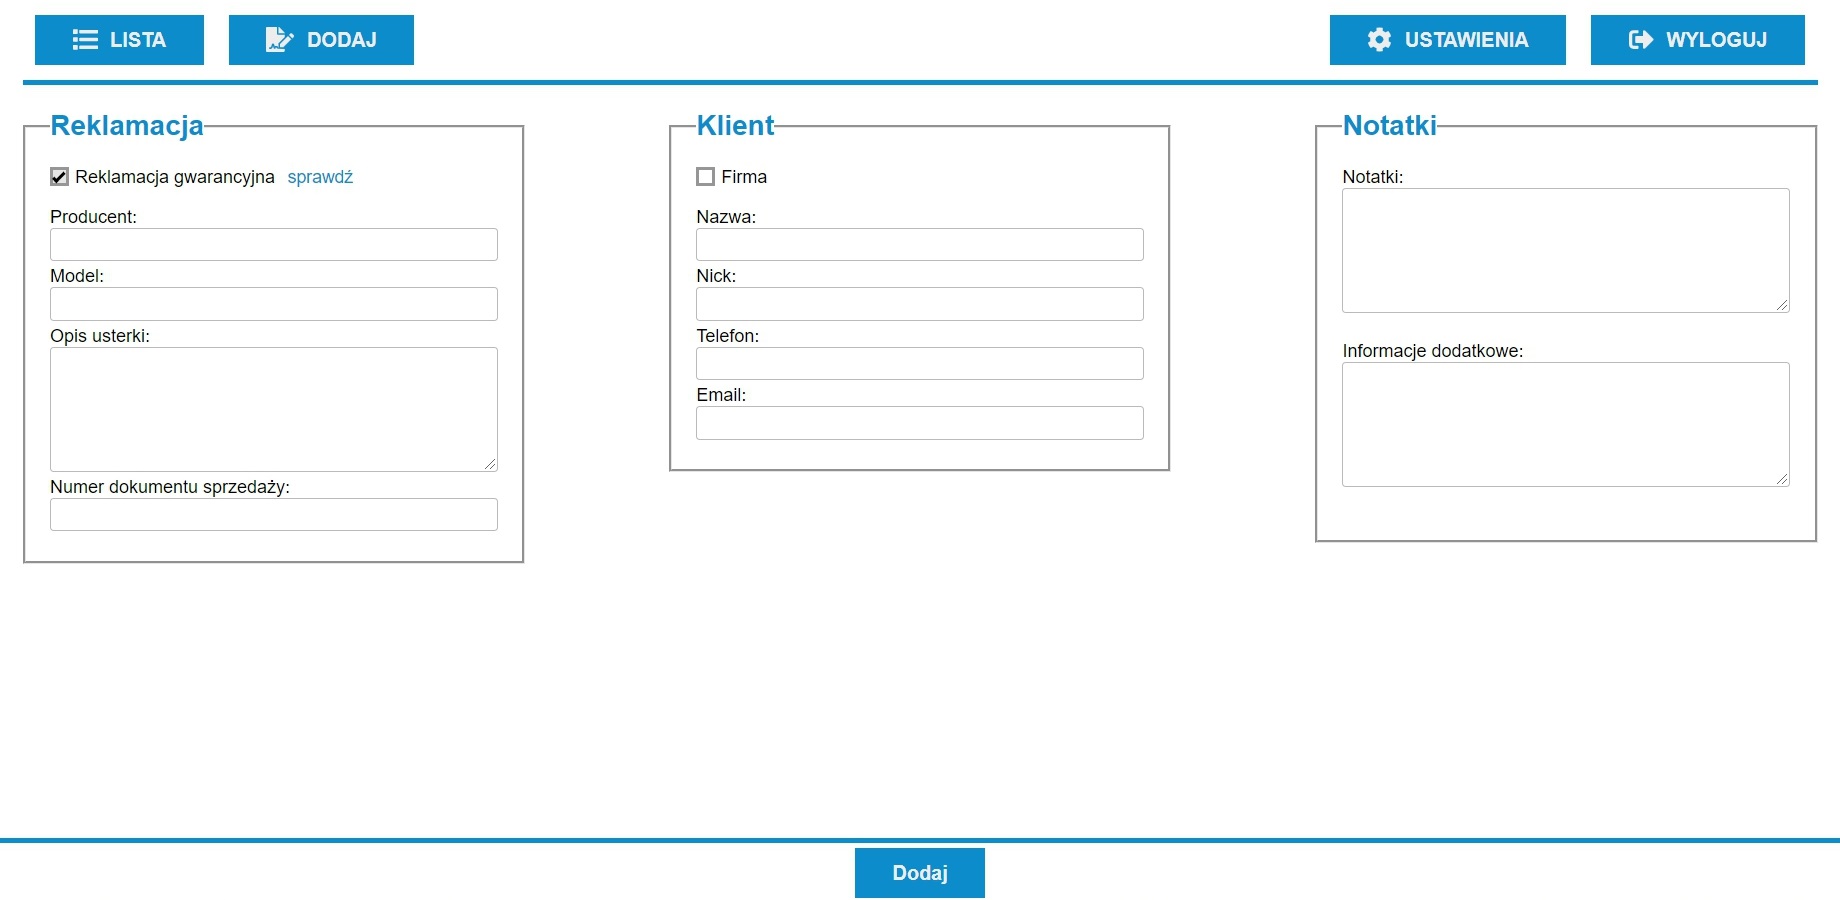 LISTA
DODAJ
USTAWIENIA
WYLOGUJ
Reklamacja
Reklamacja gwarancyjna sprawdź
Producent:
Model:
Opis usterki:
Numer dokumentu sprzedaży:
Klient
Firma
Nazwa:
Nick:
Telefon:
Email:
Notatki
Notatki:
Informacje dodatkowe:
Dodaj